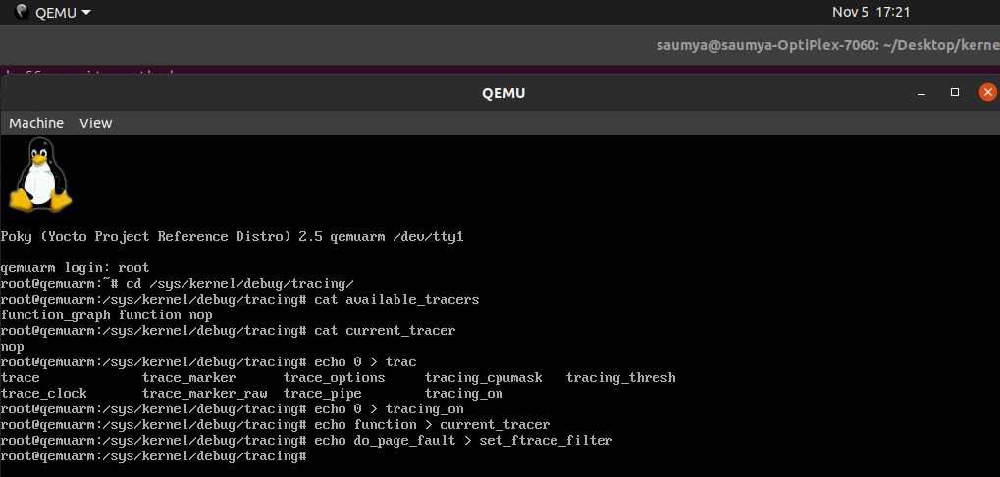 QEMU
Nov 5 17:21
saumya@saumya-OptiPlex-7060: ~/Desktop/kerne
QEMU
Machine View
Poky (Yocto Project Reference Distro) 2.5 qemuarm /dev/tty1
qemuarm login: root
root@qemuarm:~# cd /sys/kernel/debug/tracing/
root@qemuarm:/sys/kernel/debug/tracing# cat available_tracers
function_graph function nop
root@qemuarm:/sys/kernel/debug/tracing# cat current_tracer
nop
root@qemuarm:/sys/kernel/debug/tracing# echo 0 > trac
trace trace_marker trace_options tracing_cpumask tracing_thresh
trace_clock trace_marker_raw trace_pipe tracing_on
root@qemuarm:/sys/kernel/debug/tracing# echo 0 > tracing_on
root@qemuarm:/sys/kernel/debug/tracing# echo function > current_tracer
root@qemuarm:/sys/kernel/debug/tracing# echo do_page_fault > set_ftrace_filter
root@qemuarm:/sys/kernel/debug/tracing#